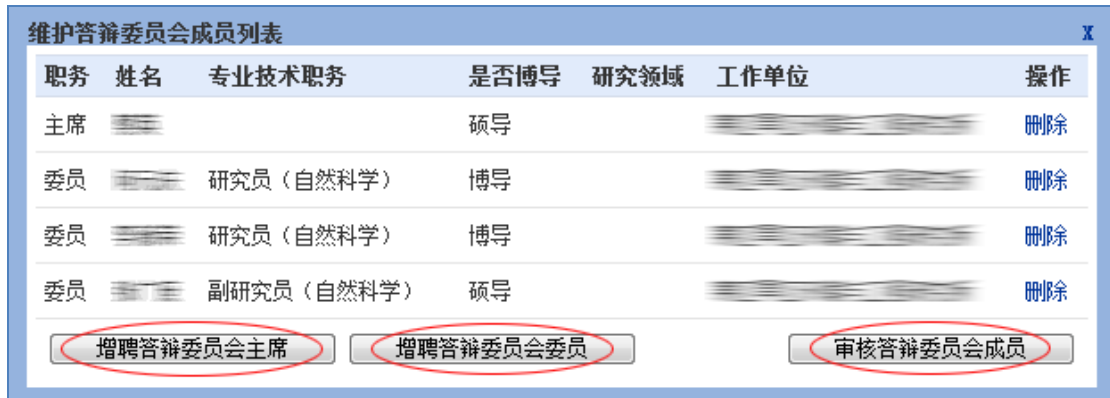 维护答辩委员会成员列表 X
职务 姓名 专业技术职务 是否博导 研究领域 工作单位 操作
主席 硕导 删除
委员 研究员（自然科学） 博导 删除
委员 研究员（自然科学） 博导 删除
委员 副研究员（自然科学） 硕导 删除
增聘答辩委员会主席 增聘答辩委员会委员 审核答辩委员会成员